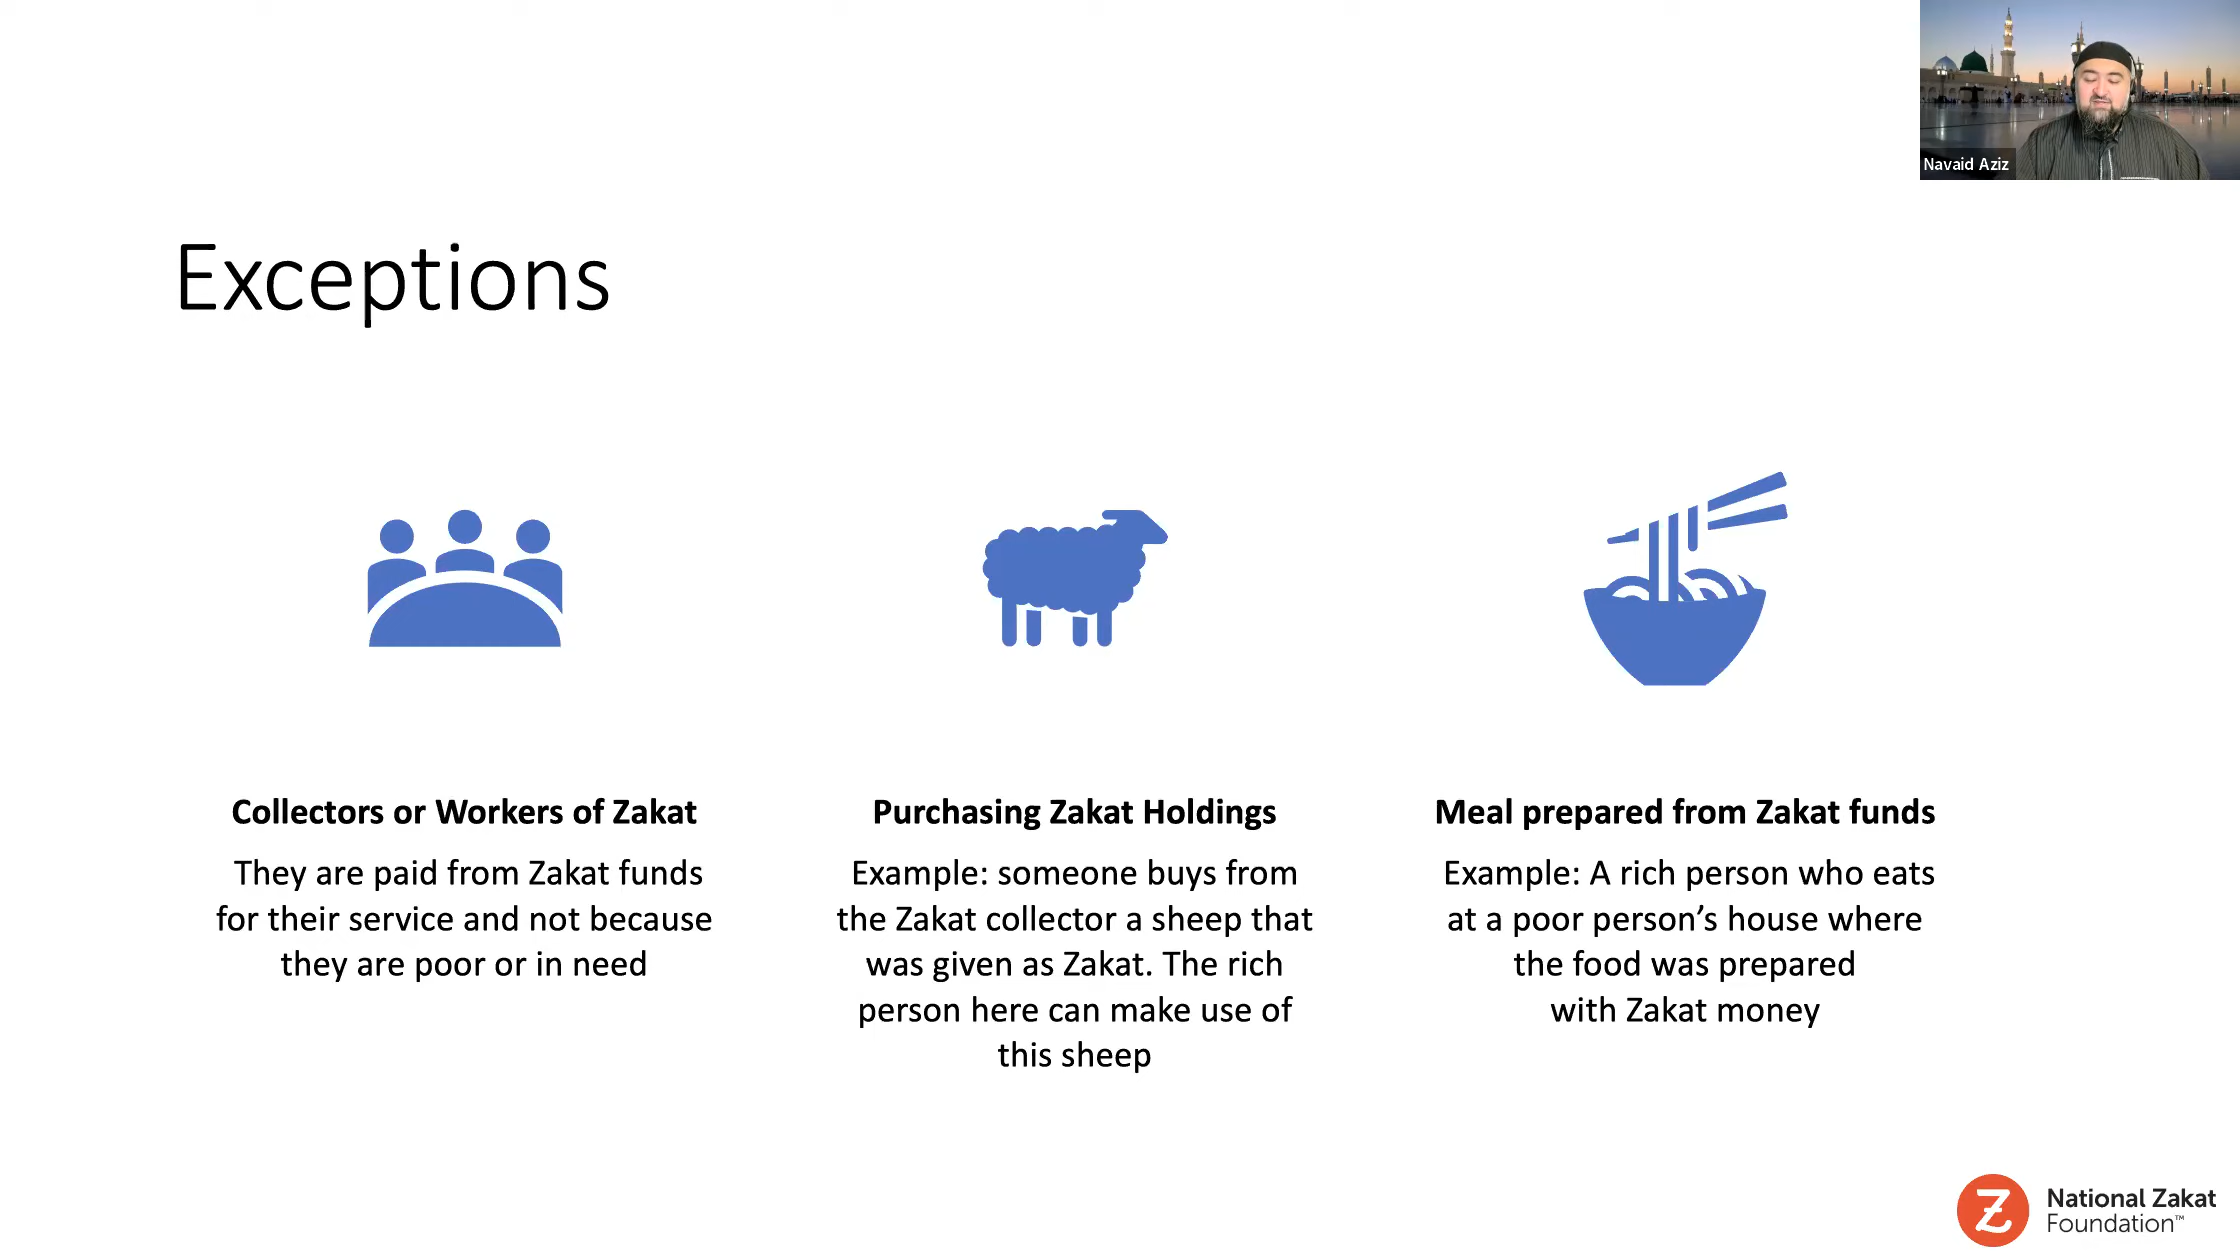 Navaid Aziz
Exceptions
Collectors or Workers of Zakat
They are paid from Zakat funds
for their service and not because
they are poor or in need
Purchasing Zakat Holdings
Example: someone buys from
the Zakat collector a sheep that
was given as Zakat. The rich
person here can make use of
this sheep
Meal prepared from Zakat funds
Example: A rich person who eats
at a poor person’s house where
the food was prepared
with Zakat money
Z
National Zakat
Foundation™